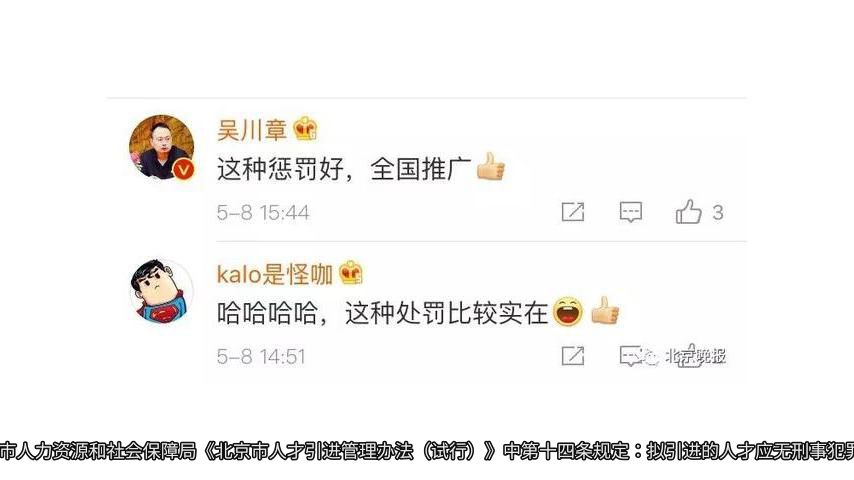 吴川章
这种惩罚好，全国推广
5-8 15:44
3
kalo是怪咖
哈哈哈哈，这种处罚比较实在
5-8 14:51
北京晚报
市人力资源和社会保障局《北京市人才引进管理办法（试行）》中第十四条规定：拟引进的人才应无刑事犯罪